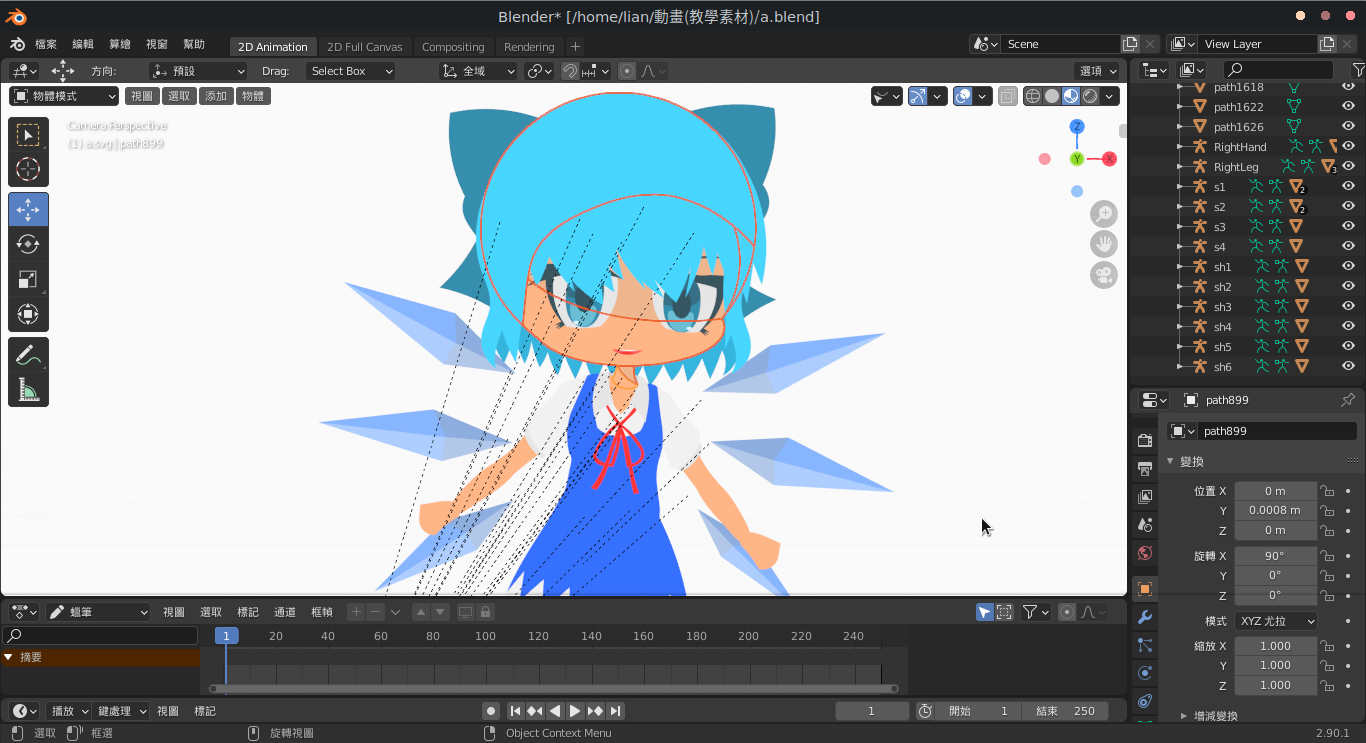 Blender* [/home/lian/動畫(教學素材)/a.blend]
檔案 編輯 算繪 視窗 幫助 2D Animation 2D Full Canvas Compositing Rendering + Scene View Layer
方向: 預設 Drag: Select Box 全域 選項
物體模式 視圖 選取 添加 物體
Camera Perspective
(1) a.svg | path899
Z
Y X
path1618
path1622
path1626
RightHand
RightLeg 3
s1 2
s2 2
s3
s4
sh1
sh2
sh3
sh4
sh5
sh6
path899
path899
變換
位置 X 0 m
Y 0.0008 m
Z 0 m
旋轉 X 90°
Y 0°
Z 0°
模式 XYZ 尤拉
縮放 X 1.000
Y 1.000
Z 1.000
增減變換
蠟筆 視圖 選取 標記 通道 框幀
1 20 40 60 80 100 120 140 160 180 200 220 240
摘要
播放 鍵處理 視圖 標記 1 開始 1 結束 250
選取 框選 旋轉視圖 Object Context Menu 2.90.1